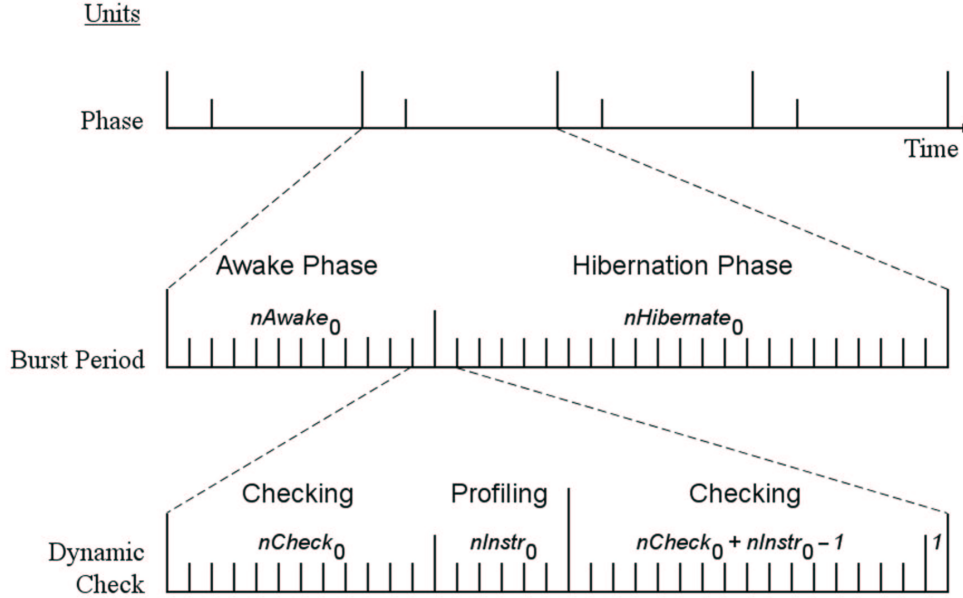 Units
Phase
Time
Awake Phase Hibernation Phase
nAwake0 nHibernate0
Burst Period
Checking Profiling Checking
nCheck0 nInstr0 nCheck0 + nInstr0 – 1 1
Dynamic
Check